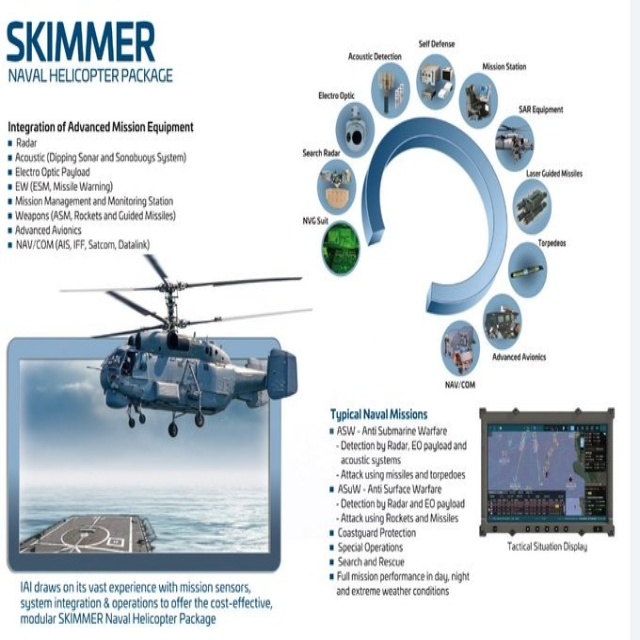 SKIMMER
NAVAL HELICOPTER PACKAGE
Integration of Advanced Mission Equipment
Radar
Acoustic (Dipping Sonar and Sonobuoys System)
Electro Optic Payload
EW (ESM, Missile Warning)
Mission Management and Monitoring Station
Weapons (ASM, Rockets and Guided Missiles)
Advanced Avionics
NAV/COM (AIS, IFF, Satcom, Datalink)
Self Defense
Acoustic Detection
Mission Station
Electro Optic
SAR Equipment
Search Radar
Laser Guided Missiles
NVG Suit
Torpedoes
Advanced Avionics
NAV/COM
Typical Naval Missions
ASW - Anti Submarine Warfare
- Detection by Radar, EO payload and
acoustic systems
- Attack using missiles and torpedoes
ASuW - Anti Surface Warfare
- Detection by Radar and EO payload
- Attack using Rockets and Missiles
Coastguard Protection
Special Operations
Search and Rescue
Full mission performance in day, night
and extreme weather conditions
Tactical Situation Display
IAI draws on its vast experience with mission sensors,
system integration & operations to offer the cost-effective,
modular SKIMMER Naval Helicopter Package